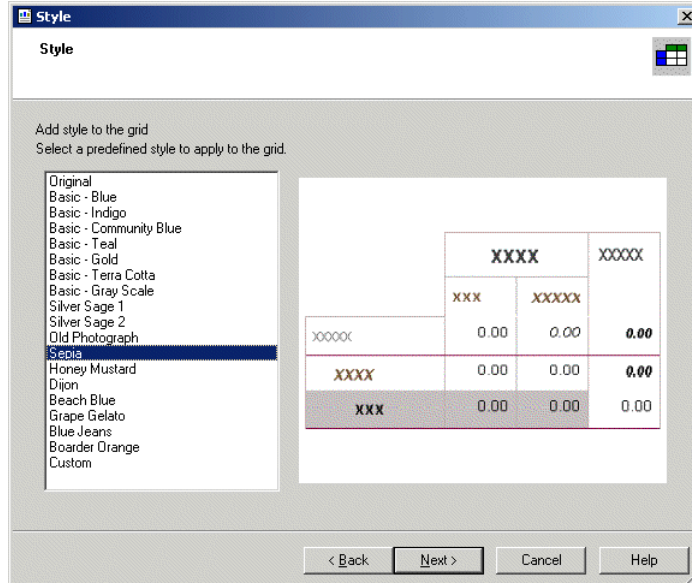 Style
Style
Add style to the grid
Select a predefined style to apply to the grid.
Original
Basic - Blue
Basic - Indigo
Basic - Community Blue
Basic - Teal
Basic - Gold
Basic - Terra Cotta
Basic - Gray Scale
Silver Sage 1
Silver Sage 2
Old Photograph
Sepia
Honey Mustard
Dijon
Beach Blue
Grape Gelato
Blue Jeans
Boarder Orange
Custom
XXXX XXXXX
XXX XXXXX
XXXXX 0.00 0.00 0.00
XXXX 0.00 0.00 0.00
XXX 0.00 0.00 0.00
< Back Next > Cancel Help